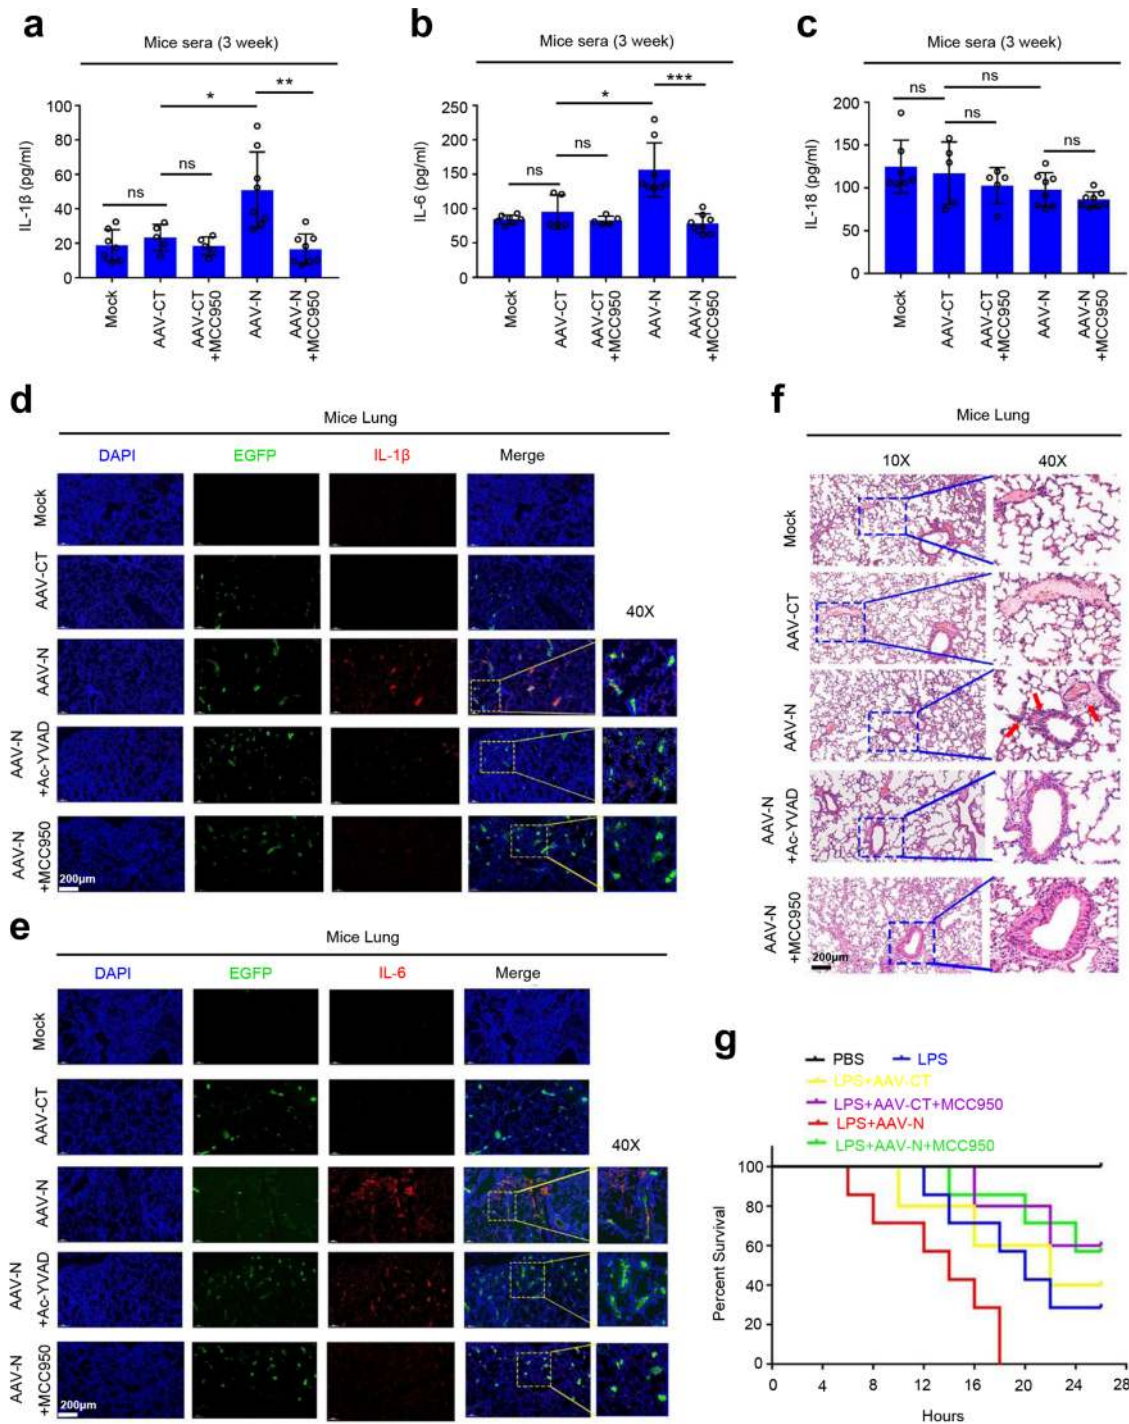 a
Mice sera (3 week)
*
**
ns
ns
IL-1β (pg/ml)
100
80
60
40
20
0
Mock
AAV-CT
AAV-CT
+MCC950
AAV-N
AAV-N
+MCC950
b
Mice sera (3 week)
*
***
ns
ns
IL-6 (pg/ml)
250
200
150
100
50
0
Mock
AAV-CT
AAV-CT
+MCC950
AAV-N
AAV-N
+MCC950
c
Mice sera (3 week)
ns
ns
ns
ns
IL-18 (pg/ml)
200
150
100
50
0
Mock
AAV-CT
AAV-CT
+MCC950
AAV-N
AAV-N
+MCC950
d
Mice Lung
DAPI EGFP IL-1β Merge
Mock
AAV-CT
40X
AAV-N
AAV-N
+Ac-YVAD
AAV-N
+MCC950
200μm
e
Mice Lung
DAPI EGFP IL-6 Merge
Mock
AAV-CT
40X
AAV-N
AAV-N
+Ac-YVAD
AAV-N
+MCC950
200μm
f
Mice Lung
10X 40X
Mock
AAV-CT
AAV-N
AAV-N
+Ac-YVAD
AAV-N
+MCC950
200μm
g
PBS LPS
LPS+AAV-CT
LPS+AAV-CT+MCC950
LPS+AAV-N
LPS+AAV-N+MCC950
Percent Survival
100
80
60
40
20
0
0 4 8 12 16 20 24 28
Hours